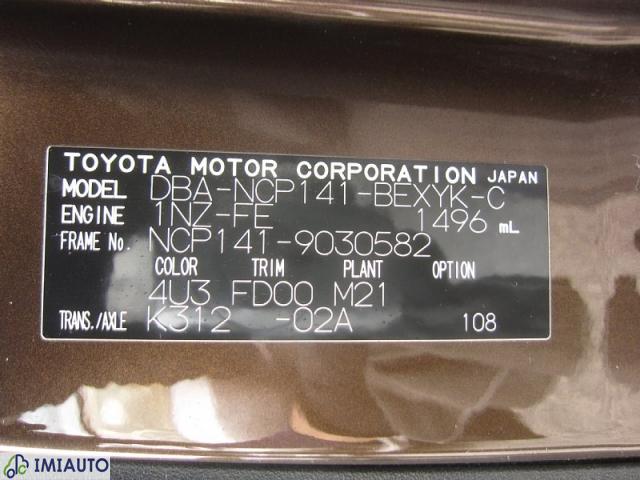 TOYOTA MOTOR CORPORATION JAPAN
MODEL DBA-NCP141-BEXYK-C
ENGINE 1NZ-FE 1496 mL
FRAME No. NCP141-9030582
COLOR TRIM PLANT OPTION
4U3 FD00 M21
TRANS./AXLE K312 -02A 108
IMIAUTO